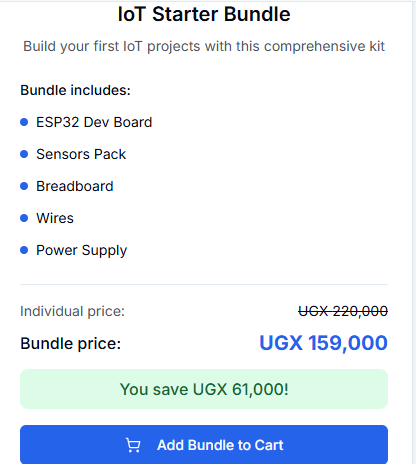 IoT Starter Bundle
Build your first IoT projects with this comprehensive kit
Bundle includes:
ESP32 Dev Board
Sensors Pack
Breadboard
Wires
Power Supply
Individual price: UGX 220,000
Bundle price: UGX 159,000
You save UGX 61,000!
Add Bundle to Cart